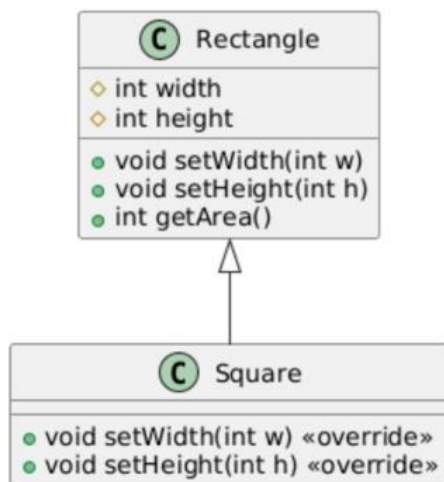 C Rectangle
int width
int height
void setWidth(int w)
void setHeight(int h)
int getArea()
C Square
void setWidth(int w) «override»
void setHeight(int h) «override»